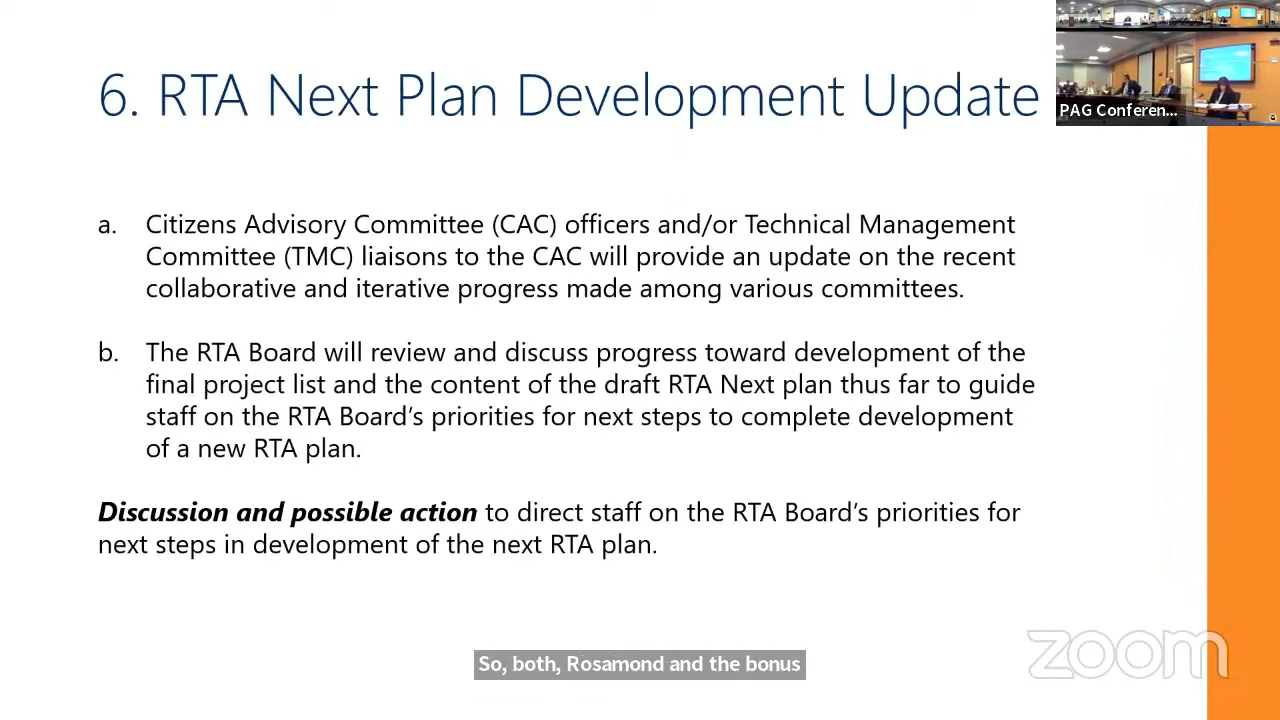 6. RTA Next Plan Development Update
PAG Conferen...
a. Citizens Advisory Committee (CAC) officers and/or Technical Management
Committee (TMC) liaisons to the CAC will provide an update on the recent
collaborative and iterative progress made among various committees.
b. The RTA Board will review and discuss progress toward development of the
final project list and the content of the draft RTA Next plan thus far to guide
staff on the RTA Board’s priorities for next steps to complete development
of a new RTA plan.
Discussion and possible action to direct staff on the RTA Board’s priorities for
next steps in development of the next RTA plan.
So, both, Rosamond and the bonus
zoom